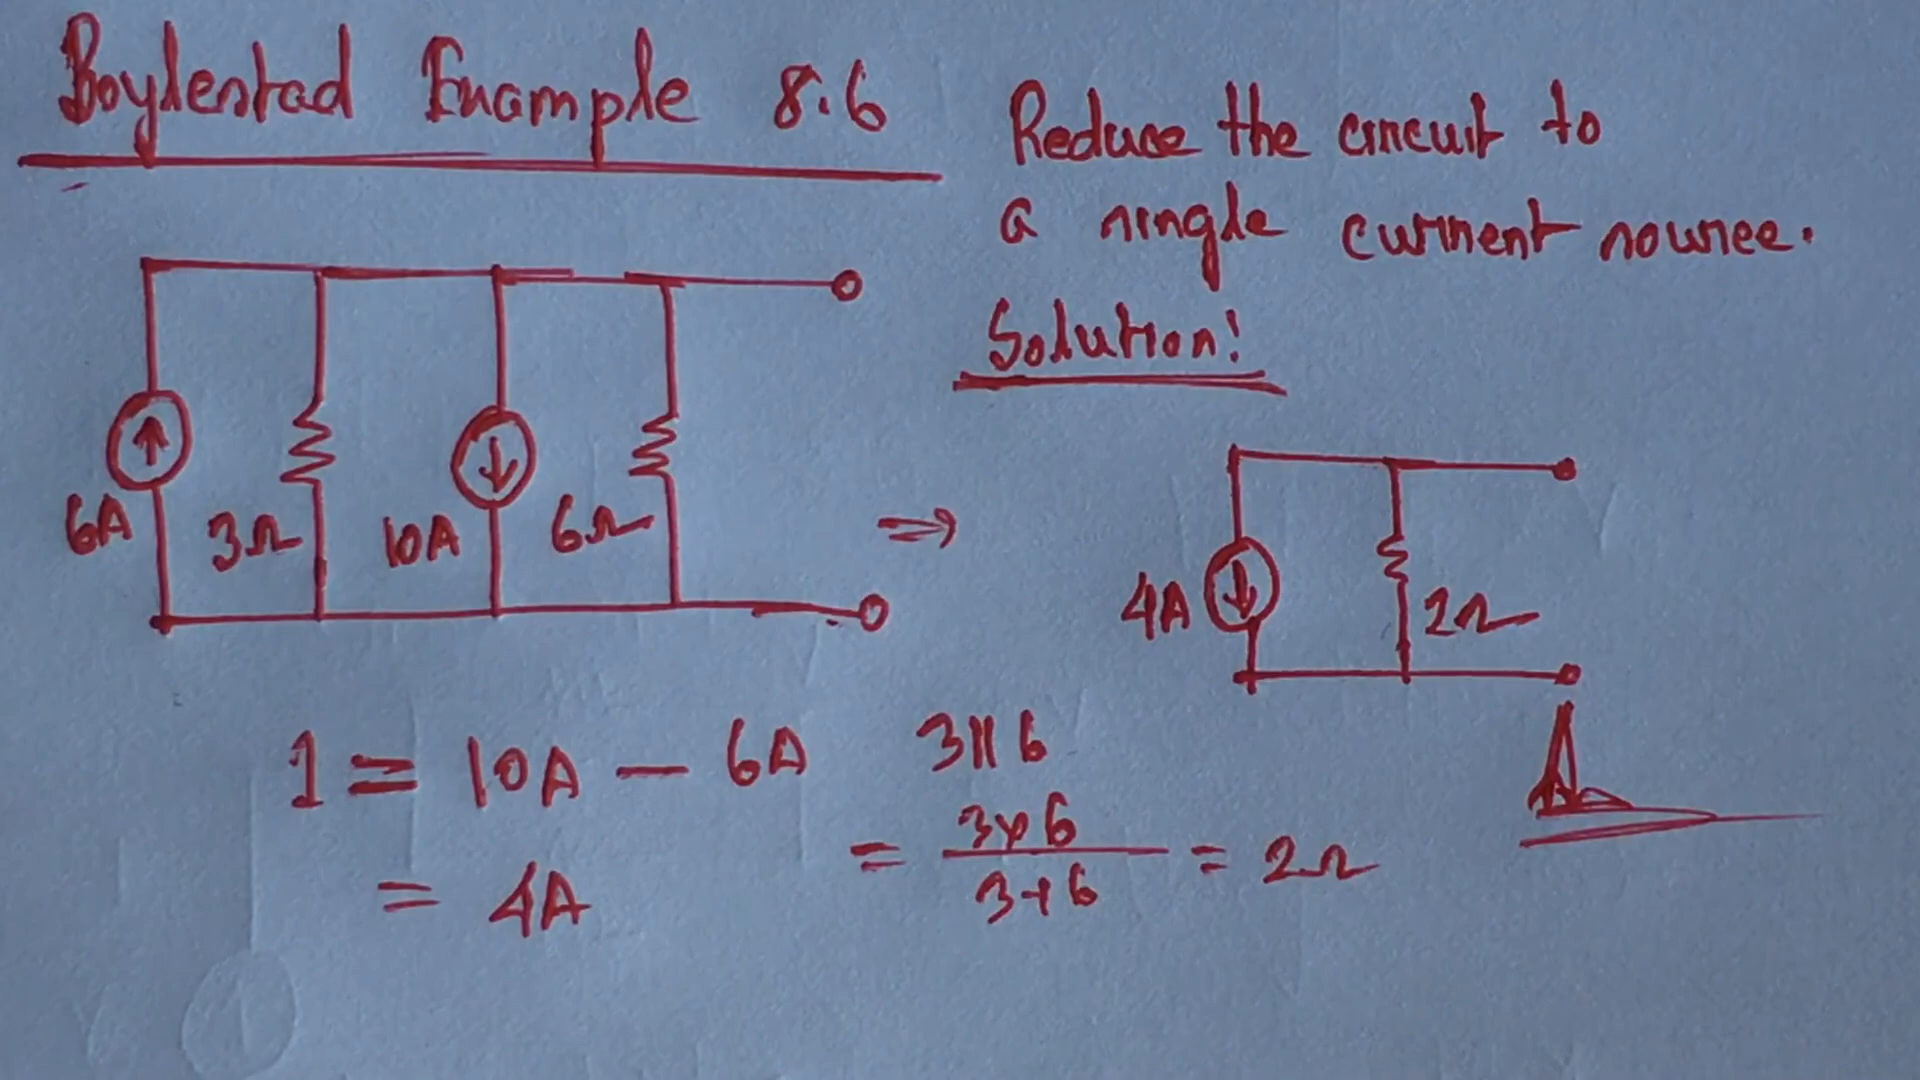 Boylestad Example 8.6
Reduce the circuit to
a single current source.
Solution:
6A 3Ω 10A 6Ω
⇒
4A 2Ω
I = 10A - 6A
= 4A
3||6
= 3×6 / 3+6 = 2Ω